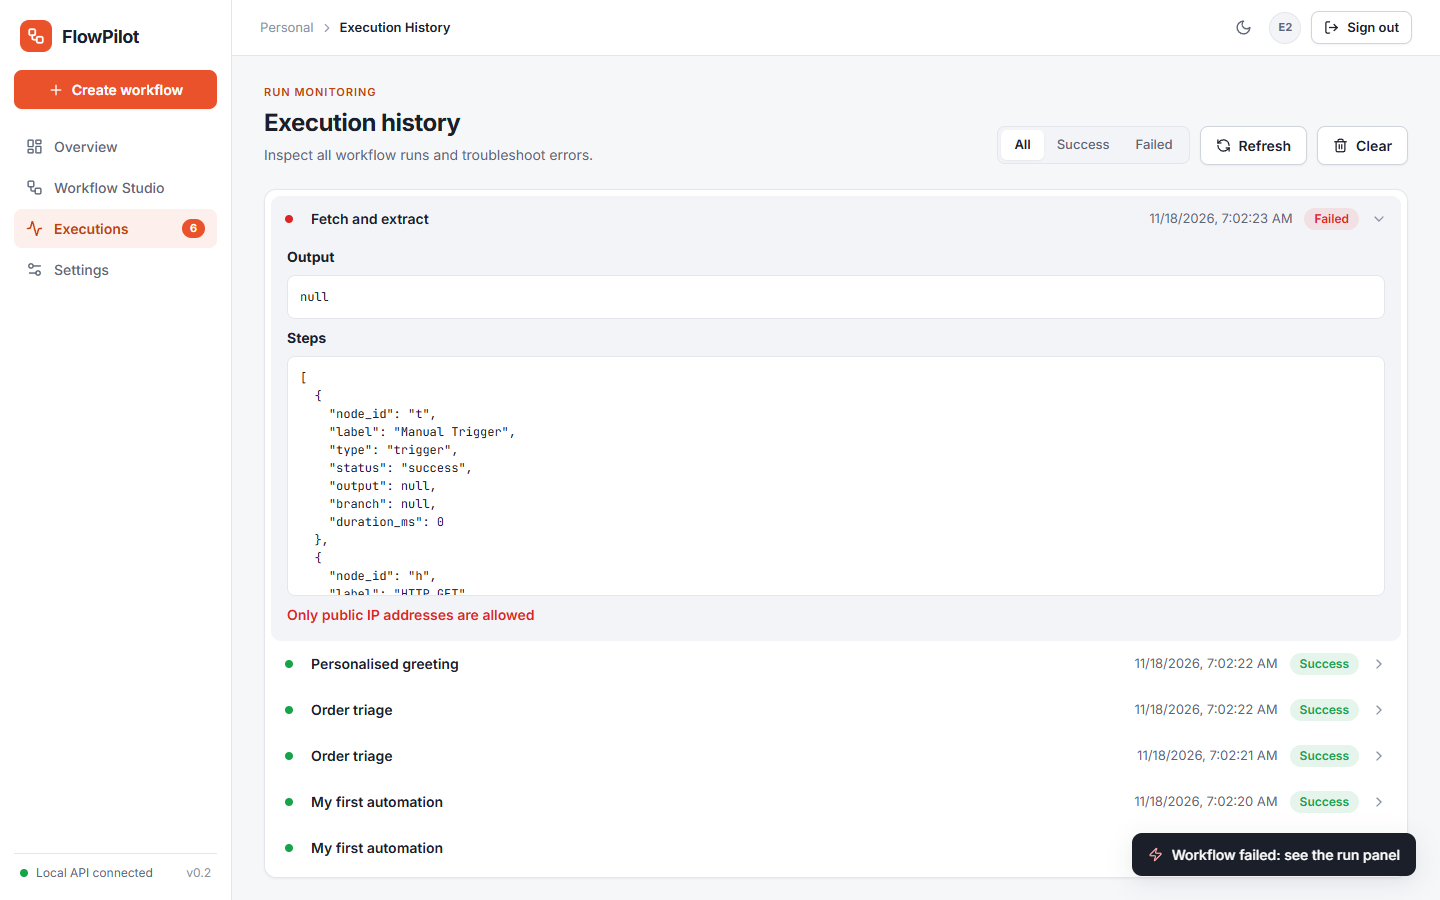 FlowPilot
Create workflow
Overview
Workflow Studio
Executions 6
Settings
Local API connected v0.2
Personal > Execution History
E2
Sign out
RUN MONITORING
Execution history
Inspect all workflow runs and troubleshoot errors.
All Success Failed Refresh Clear
Fetch and extract 11/18/2026, 7:02:23 AM Failed
Output
null
Steps
[
  {
    "node_id": "t",
    "label": "Manual Trigger",
    "type": "trigger",
    "status": "success",
    "output": null,
    "branch": null,
    "duration_ms": 0
  },
  {
    "node_id": "h",
    "label": "HTTP GET"
Only public IP addresses are allowed
Personalised greeting 11/18/2026, 7:02:22 AM Success
Order triage 11/18/2026, 7:02:22 AM Success
Order triage 11/18/2026, 7:02:21 AM Success
My first automation 11/18/2026, 7:02:20 AM Success
My first automation
Workflow failed: see the run panel